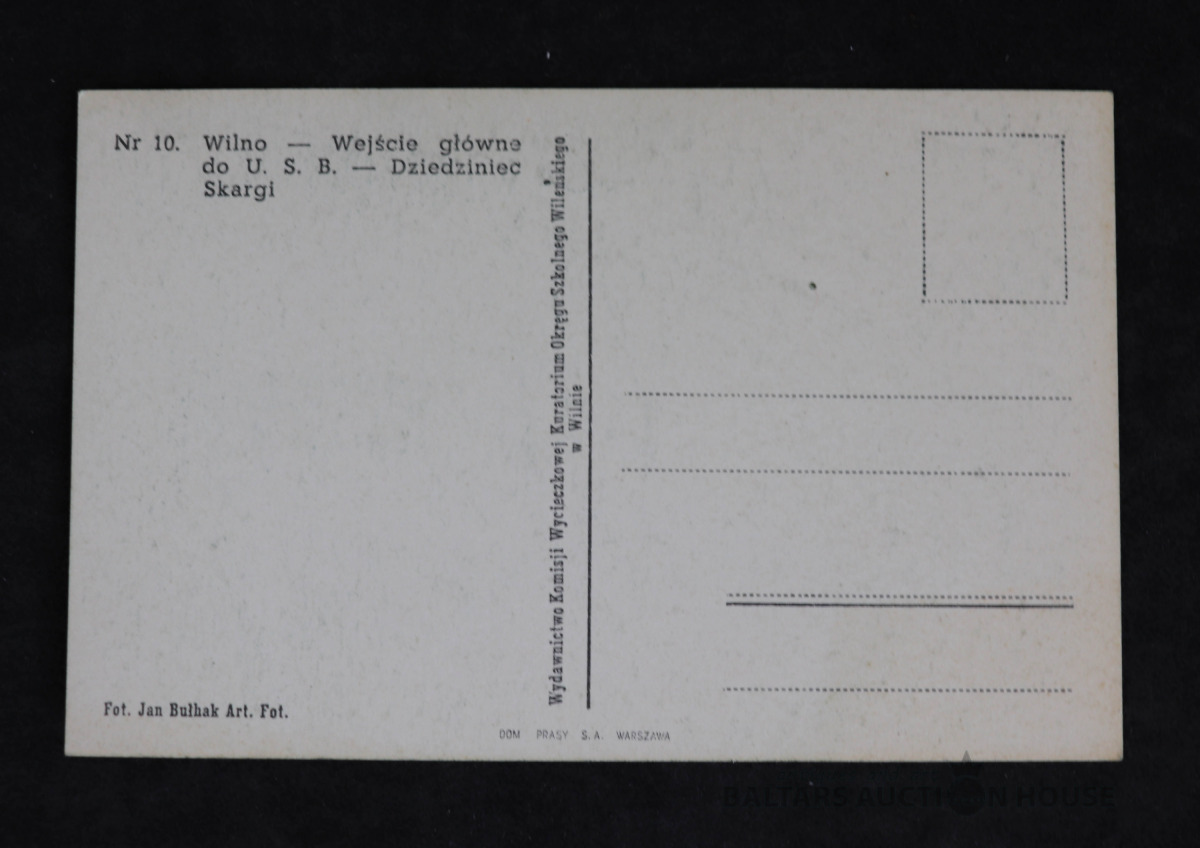 Nr 10. Wilno — Wejście główne
do U. S. B. — Dziedziniec
Skargi
Wydawnictwo Komisji Wycieczkowej Kuratorium Okręgu Szkolnego Wileńskiego
w Wilnie
Fot. Jan Bułhak Art. Fot.
DOM PRASY S.A. WARSZAWA
BALTARS AUCTION HOUSE